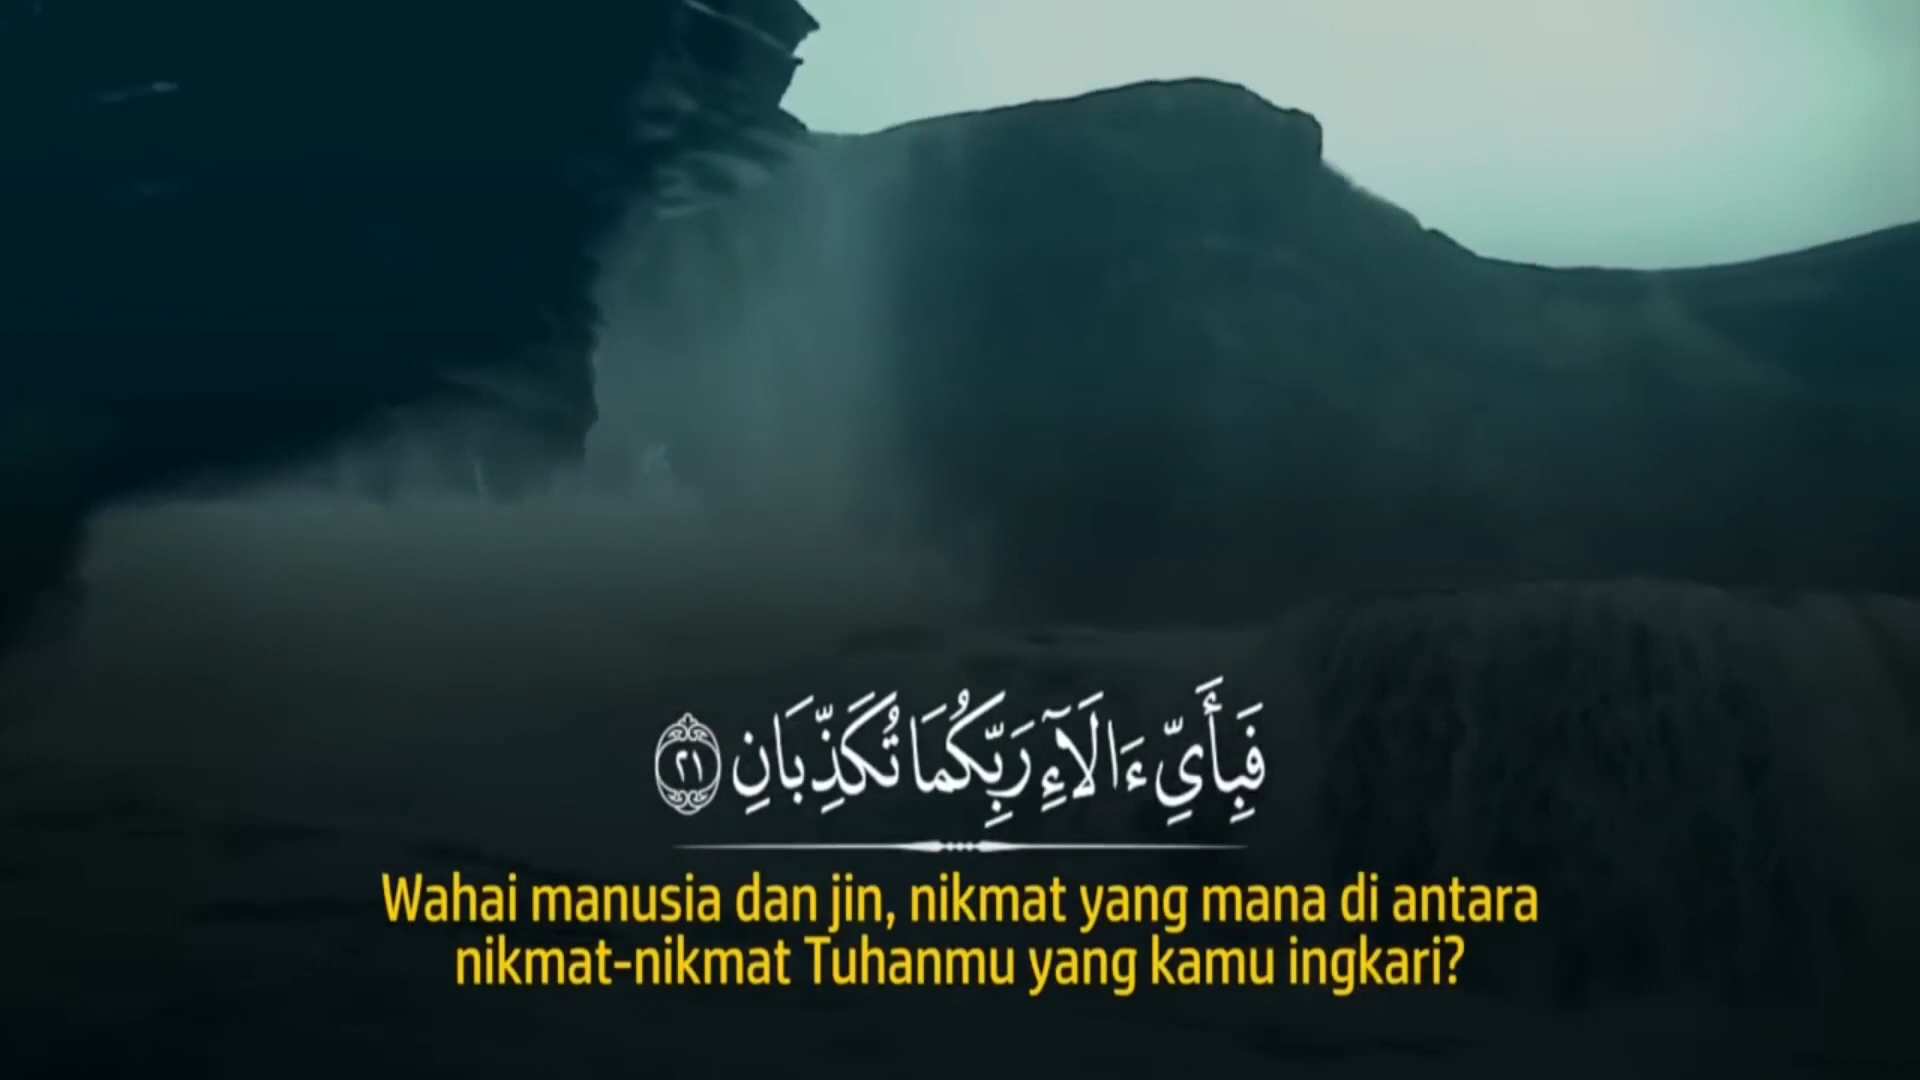 فَبِأَيِّ ءَالَآءِ رَبِّكُمَا تُكَذِّبَانِ ٢١
Wahai manusia dan jin, nikmat yang mana di antara
nikmat-nikmat Tuhanmu yang kamu ingkari?